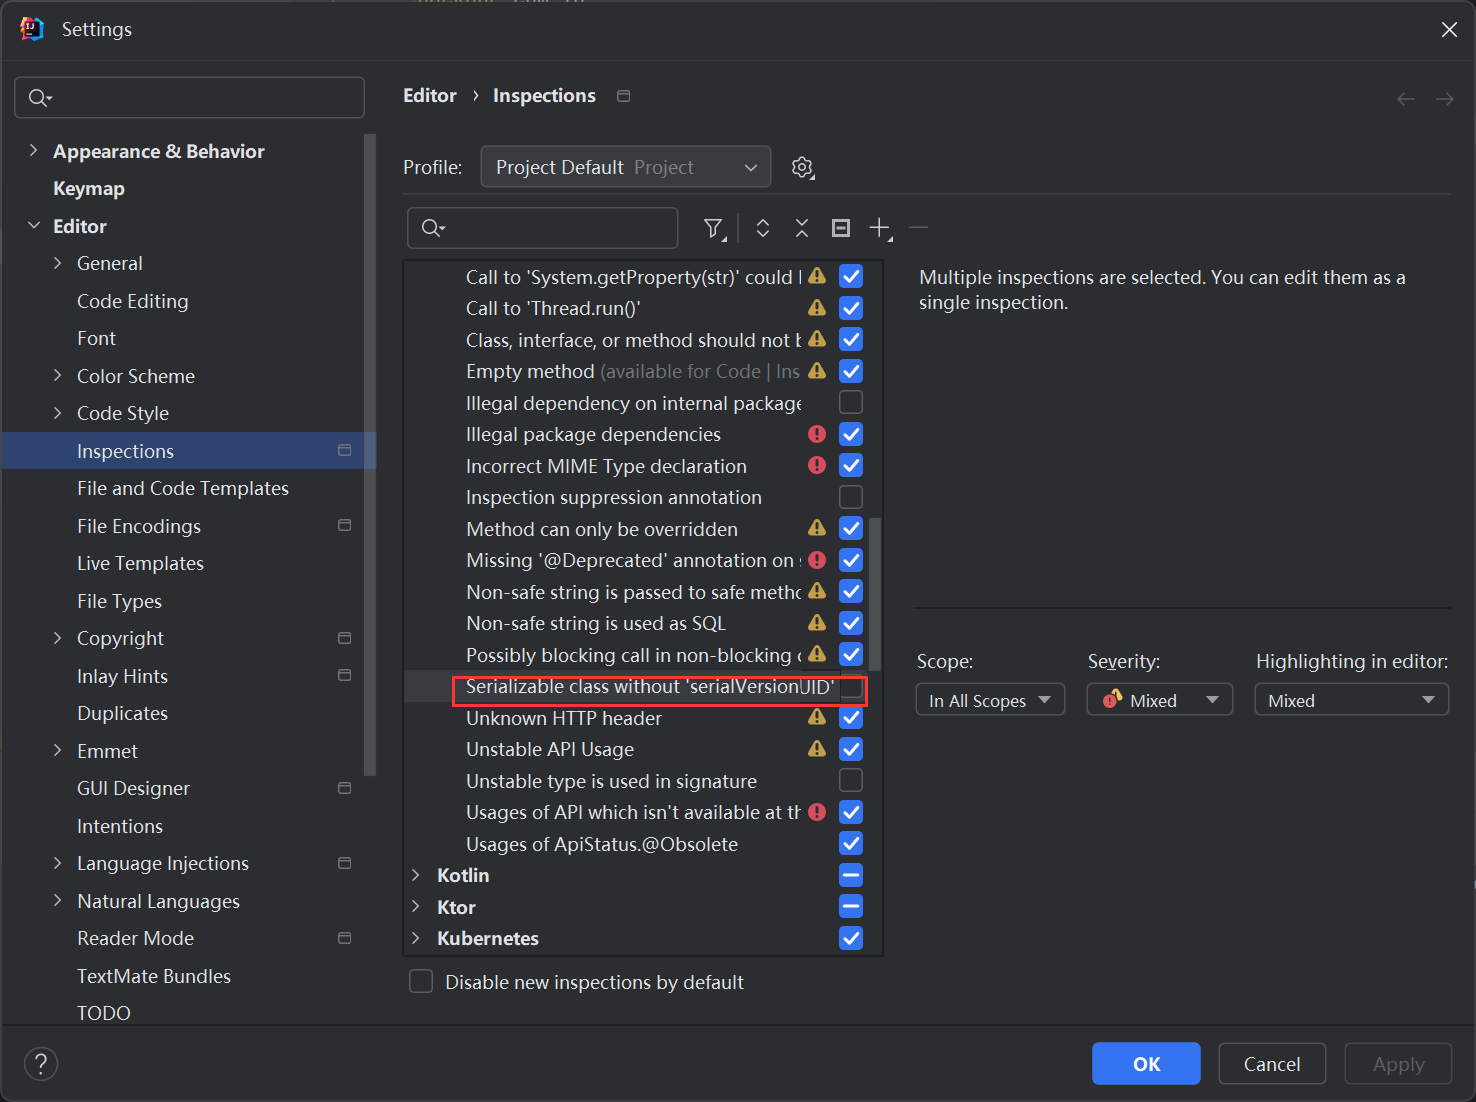 Settings
Editor › Inspections
Appearance & Behavior
Keymap
Editor
General
Code Editing
Font
Color Scheme
Code Style
Inspections
File and Code Templates
File Encodings
Live Templates
File Types
Copyright
Inlay Hints
Duplicates
Emmet
GUI Designer
Intentions
Language Injections
Natural Languages
Reader Mode
TextMate Bundles
TODO
Profile: Project Default Project
Call to 'System.getProperty(str)' could
Call to 'Thread.run()'
Class, interface, or method should not
Empty method (available for Code | Ins
Illegal dependency on internal package
Illegal package dependencies
Incorrect MIME Type declaration
Inspection suppression annotation
Method can only be overridden
Missing '@Deprecated' annotation on
Non-safe string is passed to safe metho
Non-safe string is used as SQL
Possibly blocking call in non-blocking
Serializable class without 'serialVersionUID'
Unknown HTTP header
Unstable API Usage
Unstable type is used in signature
Usages of API which isn't available at th
Usages of ApiStatus.@Obsolete
Kotlin
Ktor
Kubernetes
Disable new inspections by default
Multiple inspections are selected. You can edit them as a
single inspection.
Scope: Severity: Highlighting in editor:
In All Scopes Mixed Mixed
? OK Cancel Apply